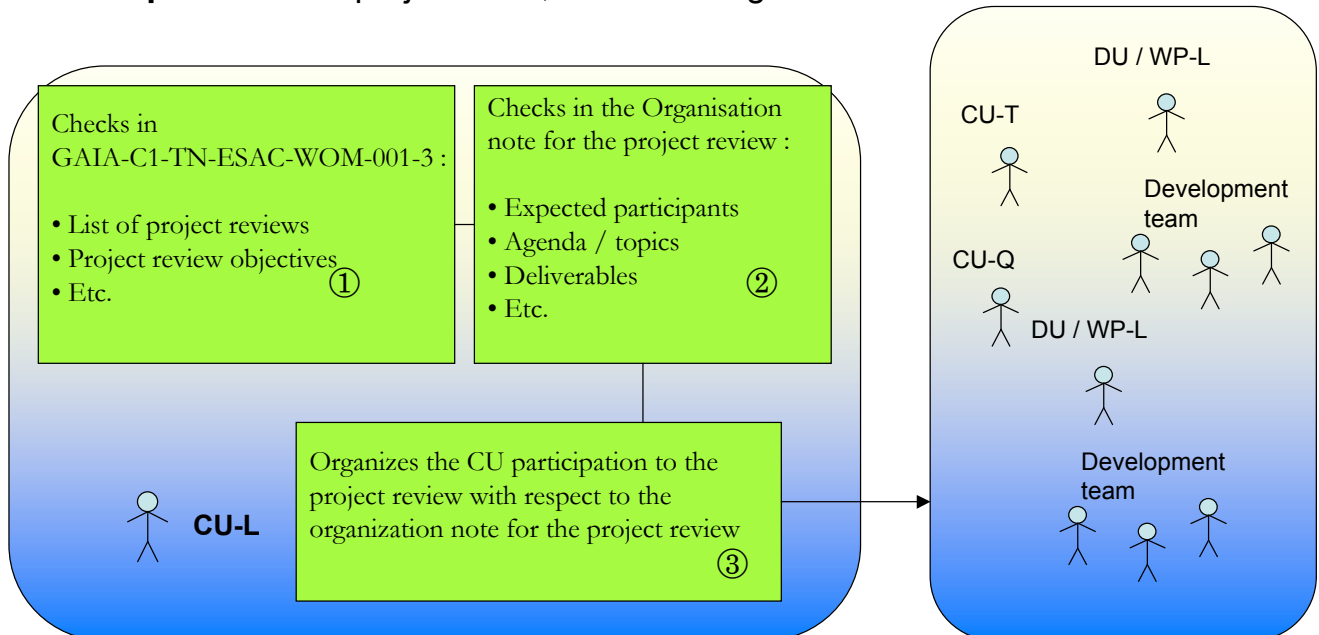 Checks in
GAIA-C1-TN-ESAC-WOM-001-3 :
• List of project reviews
• Project review objectives
• Etc.
①
Checks in the Organisation
note for the project review :
• Expected participants
• Agenda / topics
• Deliverables
• Etc.
②
Organizes the CU participation to the
project review with respect to the
organization note for the project review
③
CU-L
DU / WP-L
CU-T
Development
team
CU-Q
DU / WP-L
Development
team